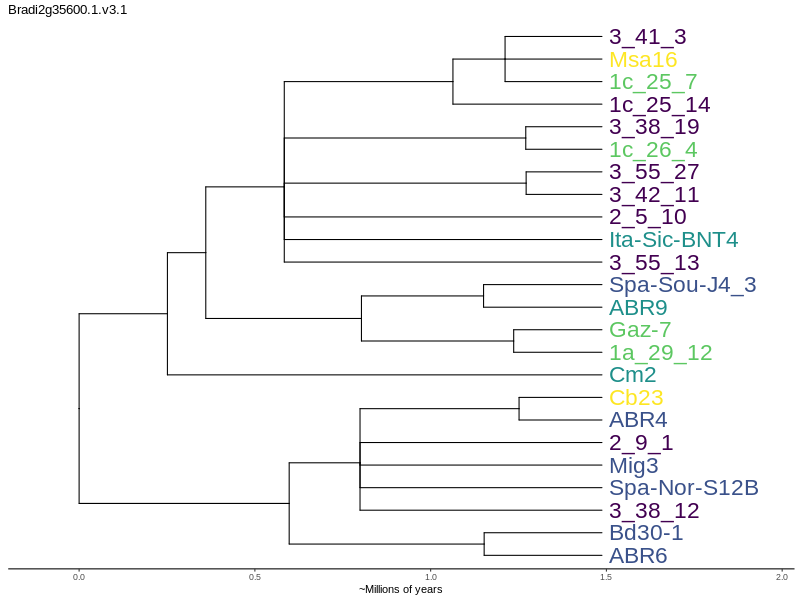 Bradi2g35600.1.v3.1
3_41_3
Msa16
1c_25_7
1c_25_14
3_38_19
1c_26_4
3_55_27
3_42_11
2_5_10
Ita-Sic-BNT4
3_55_13
Spa-Sou-J4_3
ABR9
Gaz-7
1a_29_12
Cm2
Cb23
ABR4
2_9_1
Mig3
Spa-Nor-S12B
3_38_12
Bd30-1
ABR6
0.0 0.5 1.0 1.5 2.0
~Millions of years